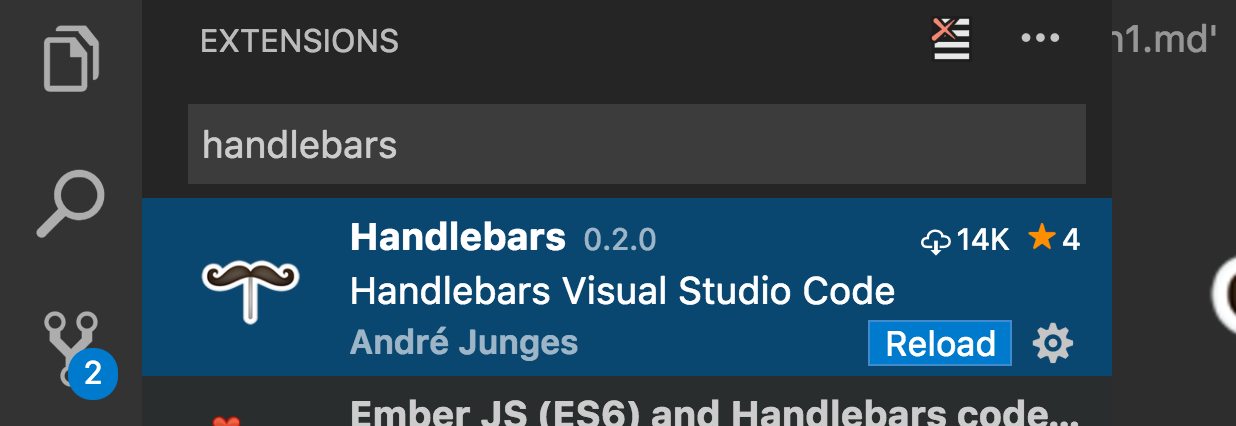 EXTENSIONS
n1.md'
handlebars
Handlebars 0.2.0 14K 4
Handlebars Visual Studio Code
André Junges Reload
2
Ember JS (ES6) and Handlebars code...